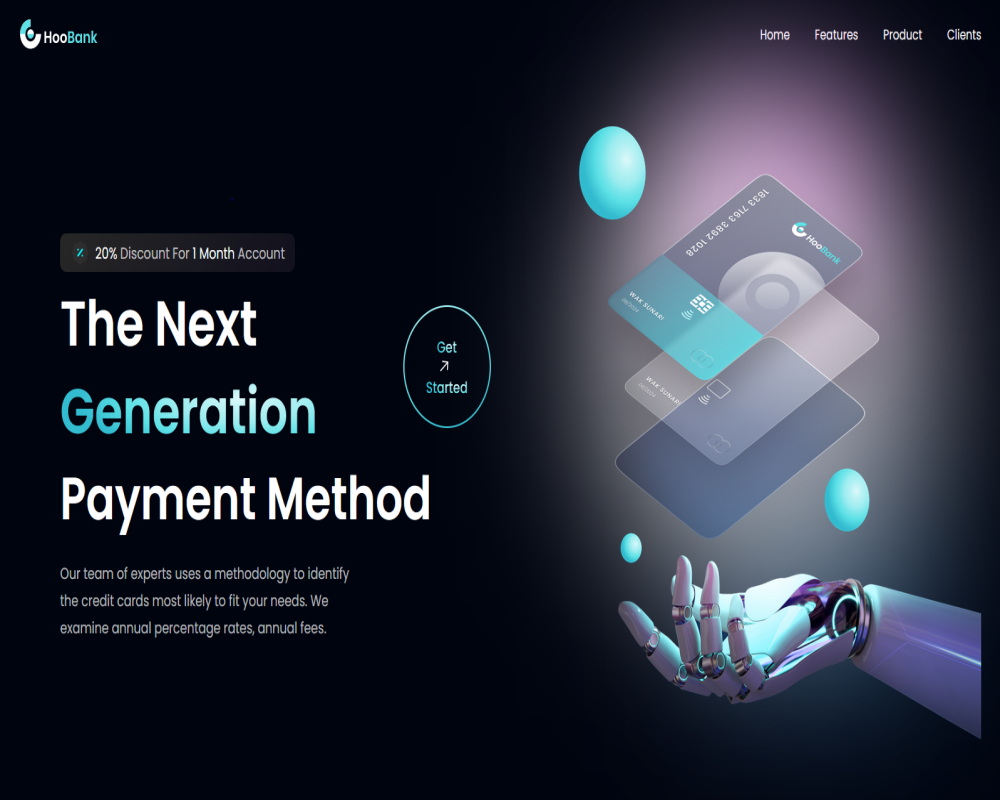 HooBank
Home Features Product Clients
20% Discount For 1 Month Account
The Next
Generation
Payment Method
Get
Started
Our team of experts uses a methodology to identify
the credit cards most likely to fit your needs. We
examine annual percentage rates, annual fees.
1833 7163 3892 1028
HooBank
WAK SUNARI
WAK SUNARI